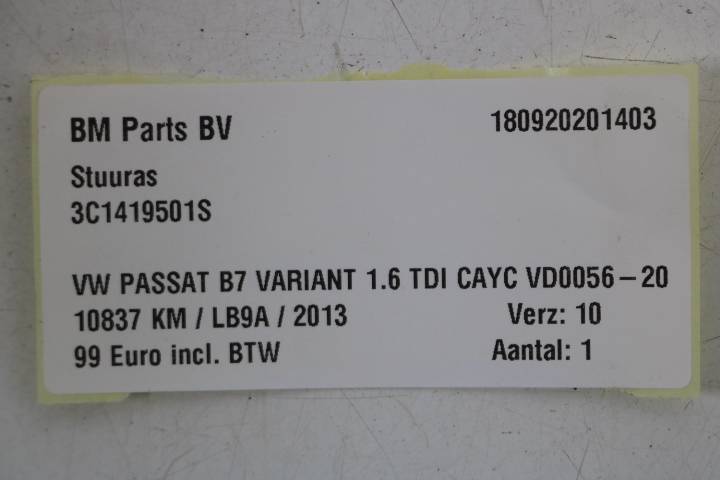 BM Parts BV 180920201403
Stuuras
3C1419501S
VW PASSAT B7 VARIANT 1.6 TDI CAYC VD0056-20
10837 KM / LB9A / 2013 Verz: 10
99 Euro incl. BTW Aantal: 1